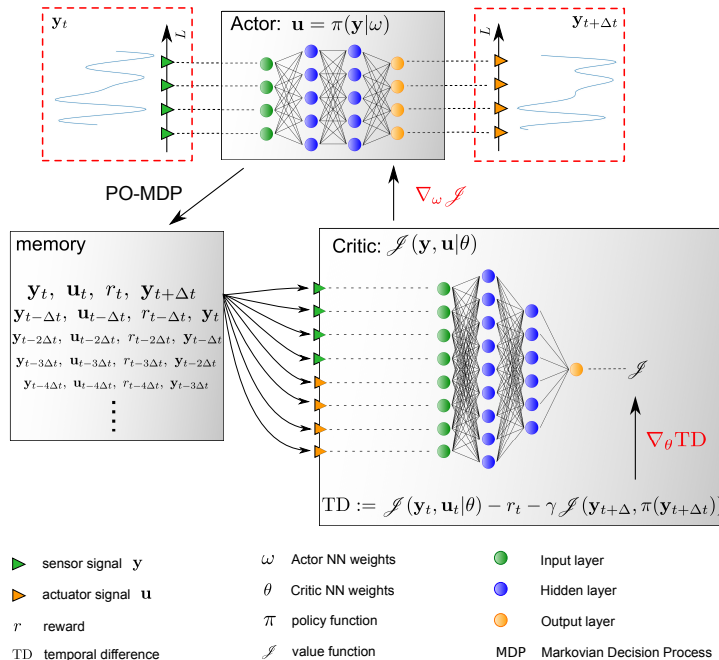 y_t
L
Actor: u = π(y|ω)
L
y_{t+Δt}
PO-MDP
∇_ω 𝒥
memory
y_t, u_t, r_t, y_{t+Δt}
y_{t−Δt}, u_{t−Δt}, r_{t−Δt}, y_t
y_{t−2Δt}, u_{t−2Δt}, r_{t−2Δt}, y_{t−Δt}
y_{t−3Δt}, u_{t−3Δt}, r_{t−3Δt}, y_{t−2Δt}
y_{t−4Δt}, u_{t−4Δt}, r_{t−4Δt}, y_{t−3Δt}
Critic: 𝒥(y, u|θ)
𝒥
∇_θ TD
TD := 𝒥(y_t, u_t|θ) − r_t − γ𝒥(y_{t+Δ}, π(y_{t+Δt}))
sensor signal y
actuator signal u
r reward
TD temporal difference
ω Actor NN weights
θ Critic NN weights
π policy function
𝒥 value function
Input layer
Hidden layer
Output layer
MDP Markovian Decision Process